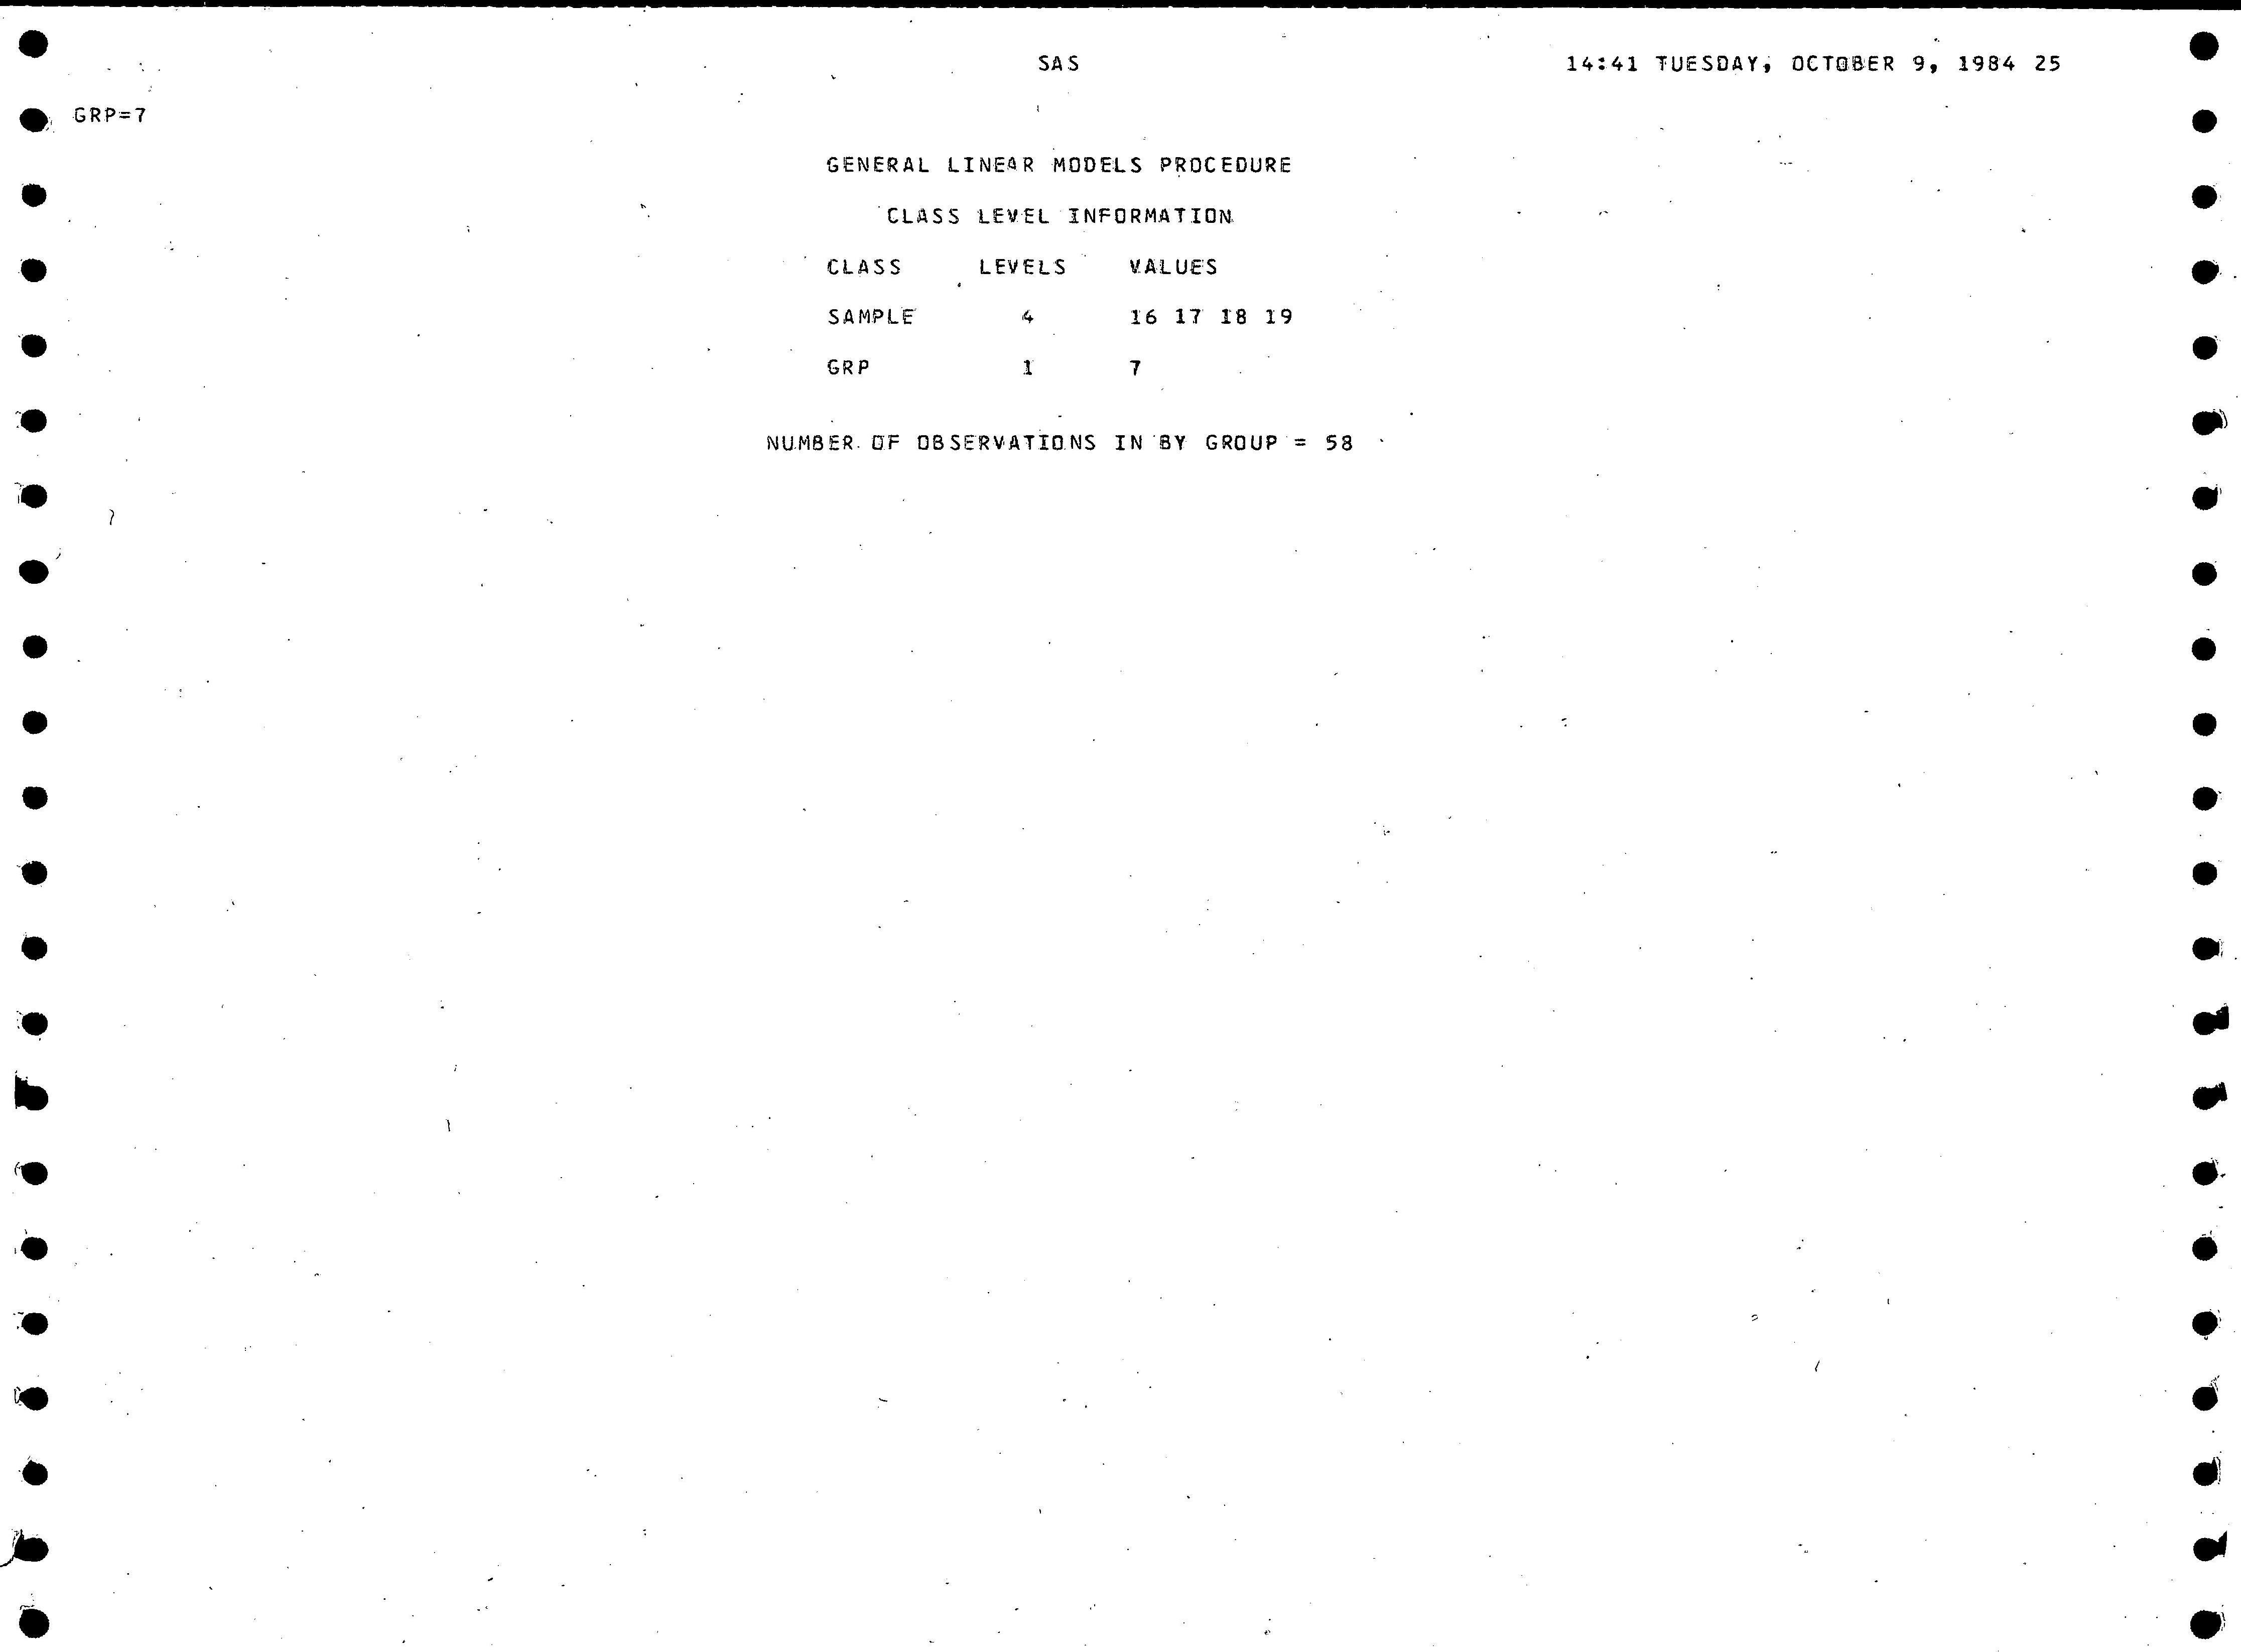 SAS 14:41 TUESDAY, OCTOBER 9, 1984 25
GRP=7
GENERAL LINEAR MODELS PROCEDURE
CLASS LEVEL INFORMATION
CLASS LEVELS VALUES
SAMPLE 4 16 17 18 19
GRP 1 7
NUMBER OF OBSERVATIONS IN BY GROUP = 58